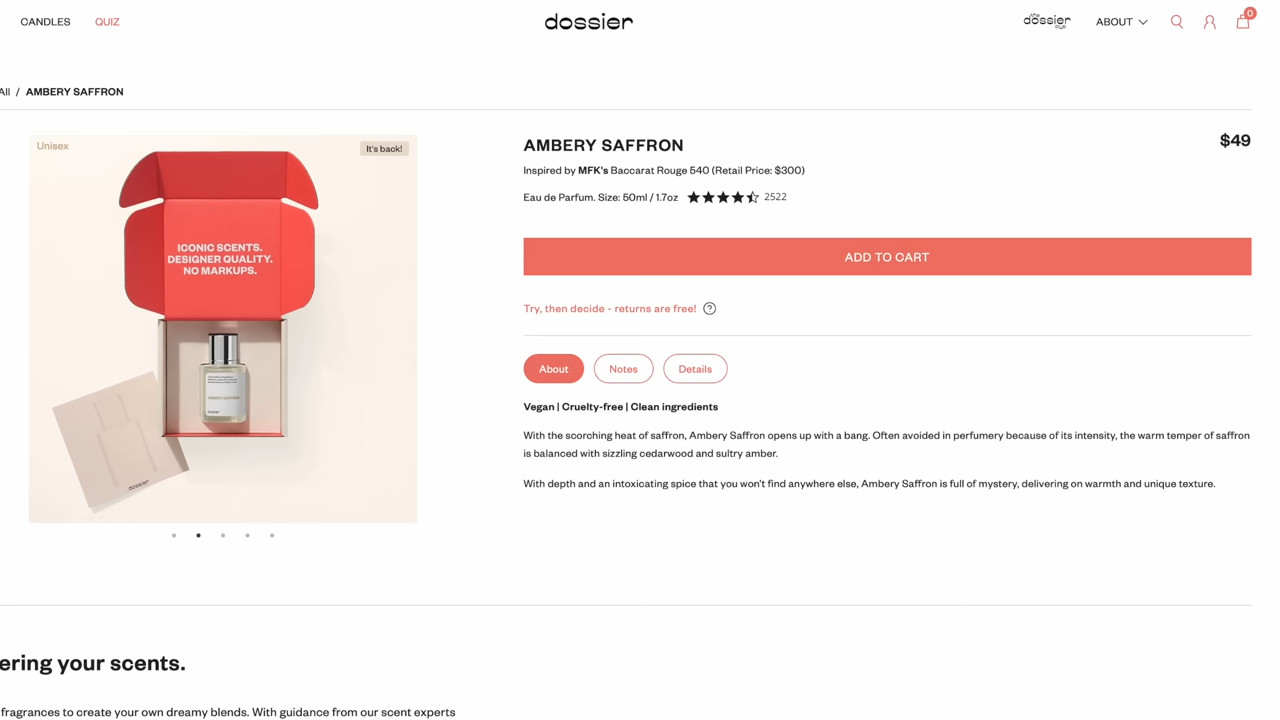 CANDLES QUIZ dossier the dossier club ABOUT 0
All / AMBERY SAFFRON
Unisex
It's back!
ICONIC SCENTS.
DESIGNER QUALITY.
NO MARKUPS.
AMBERY SAFFRON
dossier
dossier
AMBERY SAFFRON $49
Inspired by MFK's Baccarat Rouge 540 (Retail Price: $300)
Eau de Parfum. Size: 50ml / 1.7oz 2522
ADD TO CART
Try, then decide - returns are free! ?
About Notes Details
Vegan | Cruelty-free | Clean ingredients
With the scorching heat of saffron, Ambery Saffron opens up with a bang. Often avoided in perfumery because of its intensity, the warm temper of saffron
is balanced with sizzling cedarwood and sultry amber.
With depth and an intoxicating spice that you won't find anywhere else, Ambery Saffron is full of mystery, delivering on warmth and unique texture.
ering your scents.
fragrances to create your own dreamy blends. With guidance from our scent experts